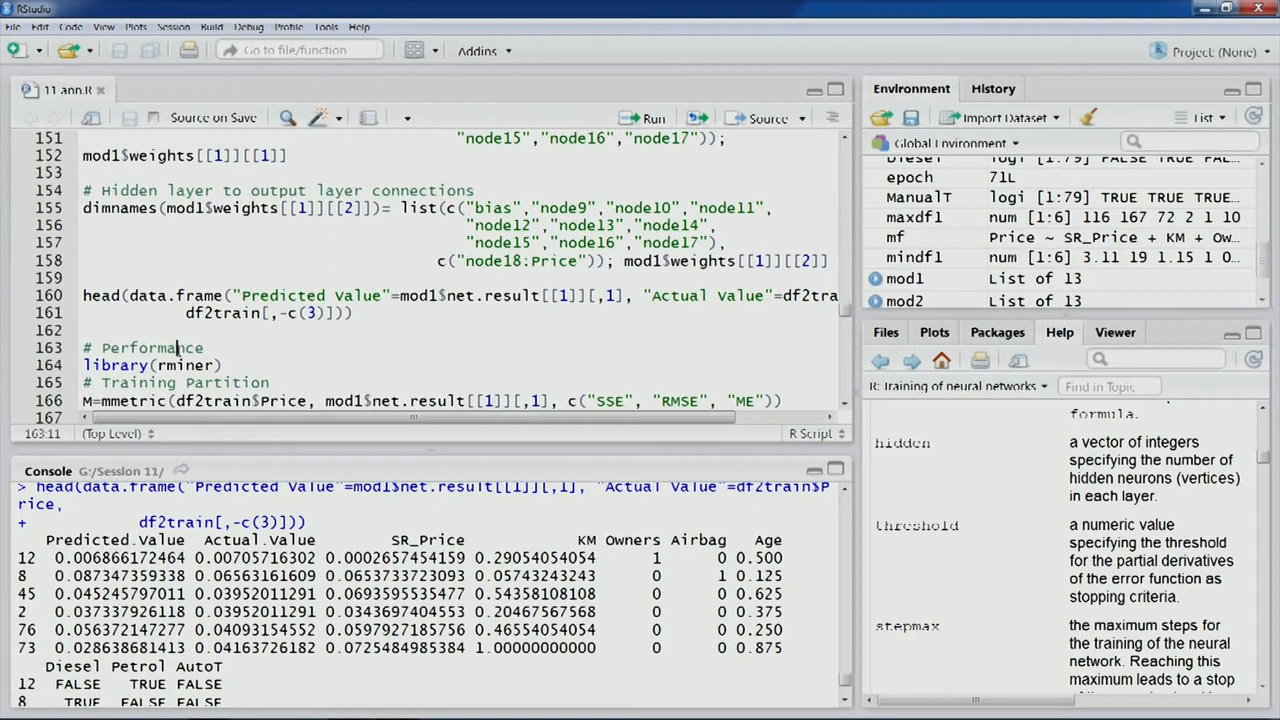 RStudio
File Edit Code View Plots Session Build Debug Profile Tools Help
Go to file/function
Addins
Project: (None)
11 ann.R
Source on Save
Run
Source
151 "node15","node16","node17"));
152 mod1$weights[[1]][[1]]
153
154 # Hidden layer to output layer connections
155 dimnames(mod1$weights[[1]][[2]])= list(c("bias","node9","node10","node11",
156 "node12","node13","node14",
157 "node15","node16","node17"),
158 c("node18:Price")); mod1$weights[[1]][[2]]
159
160 head(data.frame("Predicted Value"=mod1$net.result[[1]][,1], "Actual Value"=df2tra
161 df2train[,-c(3)]))
162
163 # Performance
164 library(rminer)
165 # Training Partition
166 M=mmetric(df2train$Price, mod1$net.result[[1]][,1], c("SSE", "RMSE", "ME"))
167
163:11 (Top Level) R Script
Console G:/Session 11/
> head(data.frame("Predicted Value"=mod1$net.result[[1]][,1], "Actual Value"=df2train$P
rice,
+ df2train[,-c(3)]))
Predicted.Value Actual.Value SR_Price KM Owners Airbag Age
12 0.006866172464 0.00705716302 0.0002657454159 0.29054054054 1 0 0.500
8 0.087347359338 0.06563161609 0.0653733723093 0.05743243243 0 1 0.125
45 0.045245797011 0.03952011291 0.0693595535477 0.54358108108 0 0 0.625
2 0.037337926118 0.03952011291 0.0343697404553 0.20467567568 0 0 0.375
76 0.056372147277 0.04093154552 0.0597927185756 0.46554054054 0 0 0.250
73 0.028638681413 0.04163726182 0.0725484985384 1.00000000000 0 0 0.875
Diesel Petrol AutoT
12 FALSE TRUE FALSE
8 TRUE FALSE FALSE
Environment History
Import Dataset
List
Global Environment
Diesel logi [1:79] FALSE TRUE FAL...
epoch 71L
ManualT logi [1:79] TRUE TRUE TRUE...
maxdf1 num [1:6] 116 167 72 2 1 10
mf Price ~ SR_Price + KM + Ow...
mindf1 num [1:6] 3.11 19 1.15 1 0...
mod1 List of 13
mod2 List of 13
Files Plots Packages Help Viewer
R: Training of neural networks
Find in Topic
formula.
hidden a vector of integers
specifying the number of
hidden neurons (vertices)
in each layer.
threshold a numeric value
specifying the threshold
for the partial derivatives
of the error function as
stopping criteria.
stepmax the maximum steps for
the training of the neural
network. Reaching this
maximum leads to a stop